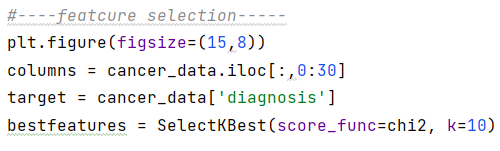 #----featcure selection-----
plt.figure(figsize=(15,8))
columns = cancer_data.iloc[:,0:30]
target = cancer_data['diagnosis']
bestfeatures = SelectKBest(score_func=chi2, k=10)